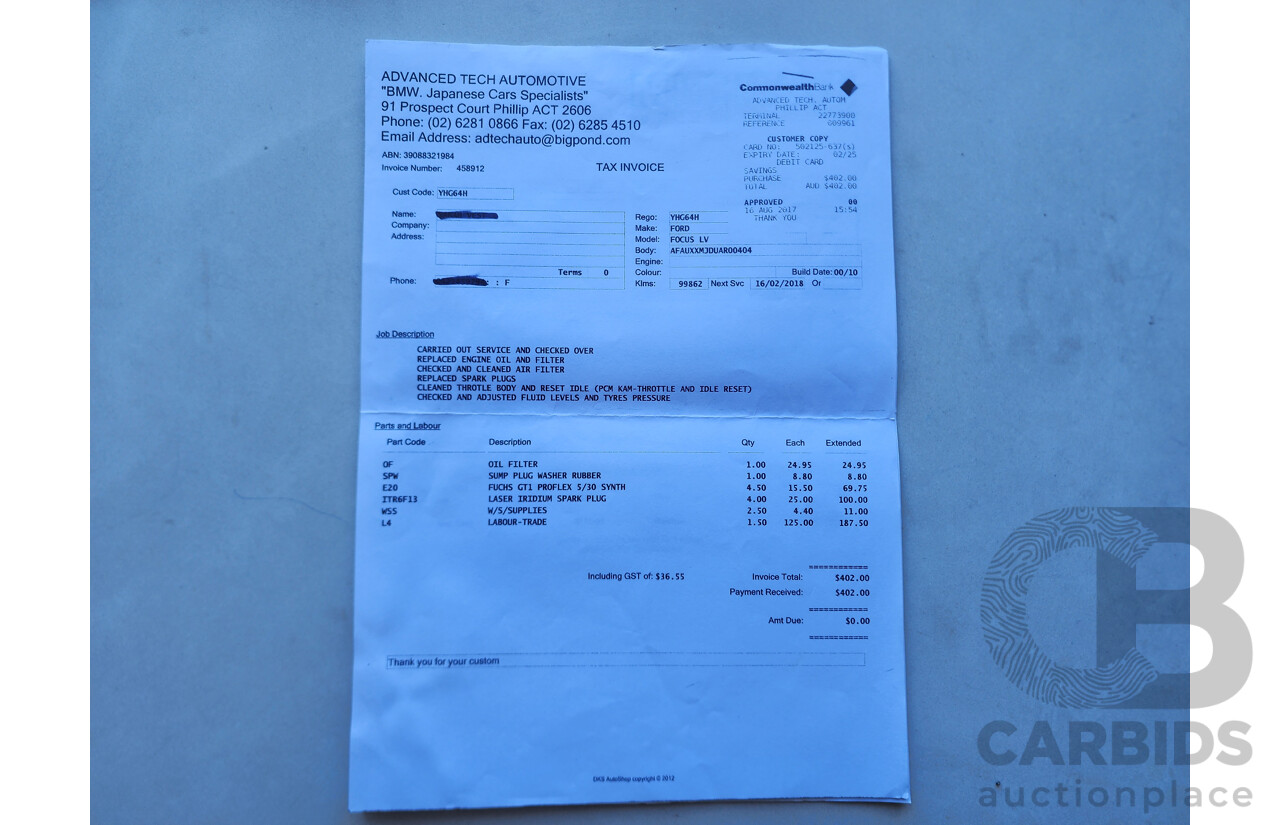 ADVANCED TECH AUTOMOTIVE
"BMW. Japanese Cars Specialists"
91 Prospect Court Phillip ACT 2606
Phone: (02) 6281 0866 Fax: (02) 6285 4510
Email Address: adtechauto@bigpond.com
ABN: 39088321984
Invoice Number: 458912
TAX INVOICE
CommonwealthBank
ADVANCED TECH. AUTOM
PHILLIP ACT
TERMINAL 22773900
REFERENCE 009961
CUSTOMER COPY
CARD NO: 502125-637(s)
EXPIRY DATE: 02/25
DEBIT CARD
SAVINGS
PURCHASE $402.00
TOTAL AUD $402.00
APPROVED 00
16 AUG 2017 15:54
THANK YOU
Cust Code: YHG64H
Name:
Company:
Address:
Terms 0
Phone: : F
Rego: YHG64H
Make: FORD
Model: FOCUS LV
Body: AFAUXXMJDUAR00404
Engine:
Colour: Build Date: 00/10
Klms: 99862 Next Svc 16/02/2018 Or
Job Description
CARRIED OUT SERVICE AND CHECKED OVER
REPLACED ENGINE OIL AND FILTER
CHECKED AND CLEANED AIR FILTER
REPLACED SPARK PLUGS
CLEANED THROTLE BODY AND RESET IDLE (PCM KAM-THROTTLE AND IDLE RESET)
CHECKED AND ADJUSTED FLUID LEVELS AND TYRES PRESSURE
Parts and Labour
Part Code Description Qty Each Extended
OF OIL FILTER 1.00 24.95 24.95
SPW SUMP PLUG WASHER RUBBER 1.00 8.80 8.80
E20 FUCHS GT1 PROFLEX 5/30 SYNTH 4.50 15.50 69.75
ITR6F13 LASER IRIDIUM SPARK PLUG 4.00 25.00 100.00
WSS W/S/SUPPLIES 2.50 4.40 11.00
L4 LABOUR-TRADE 1.50 125.00 187.50
============
Including GST of: $36.55 Invoice Total: $402.00
Payment Received: $402.00
============
Amt Due: $0.00
============
Thank you for your custom
DKS AutoShop copyright © 2012
CB
CARBIDS
auctionplace